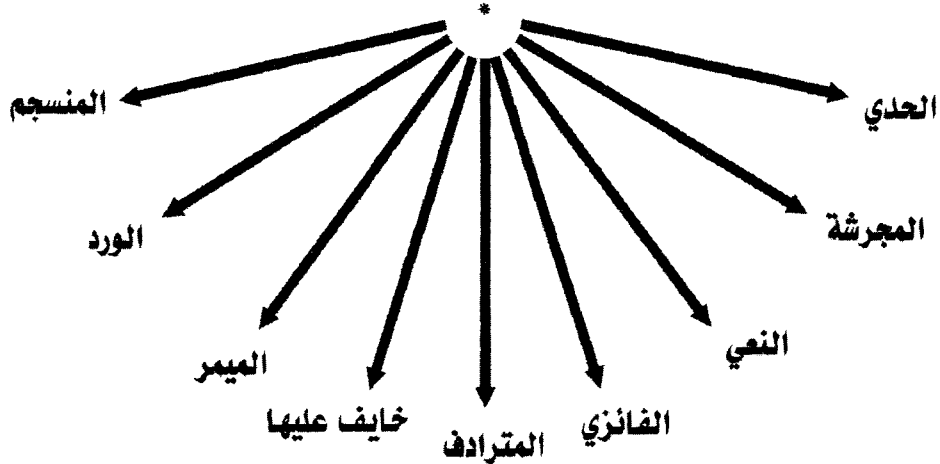 *
الحدي
المجرشة
النعي
الفائزي
المترادف
خايف عليها
الميمر
الورد
المنسجم